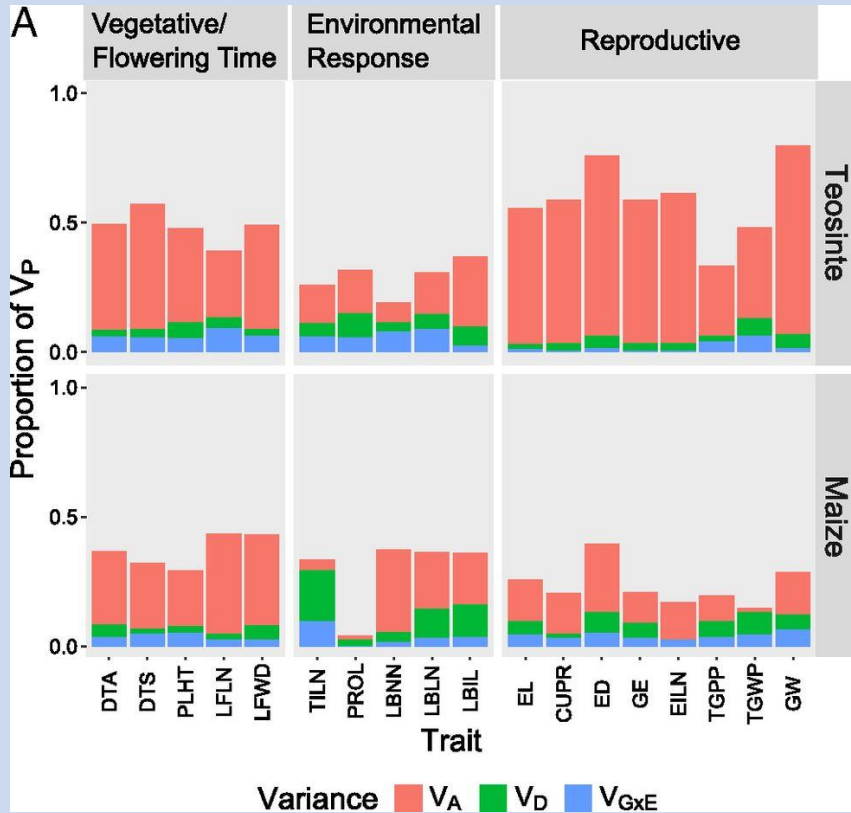 A
Vegetative/
Flowering Time
Environmental
Response
Reproductive
1.0
0.5
0.0
Teosinte
Proportion of VP
1.0
0.5
0.0
Maize
DTA DTS PLHT LFLN LFWD TILN PROL LBNN LBLN LBIL EL CUPR ED GE EILN TGPP TGWP GW
Trait
Variance VA VD VGxE